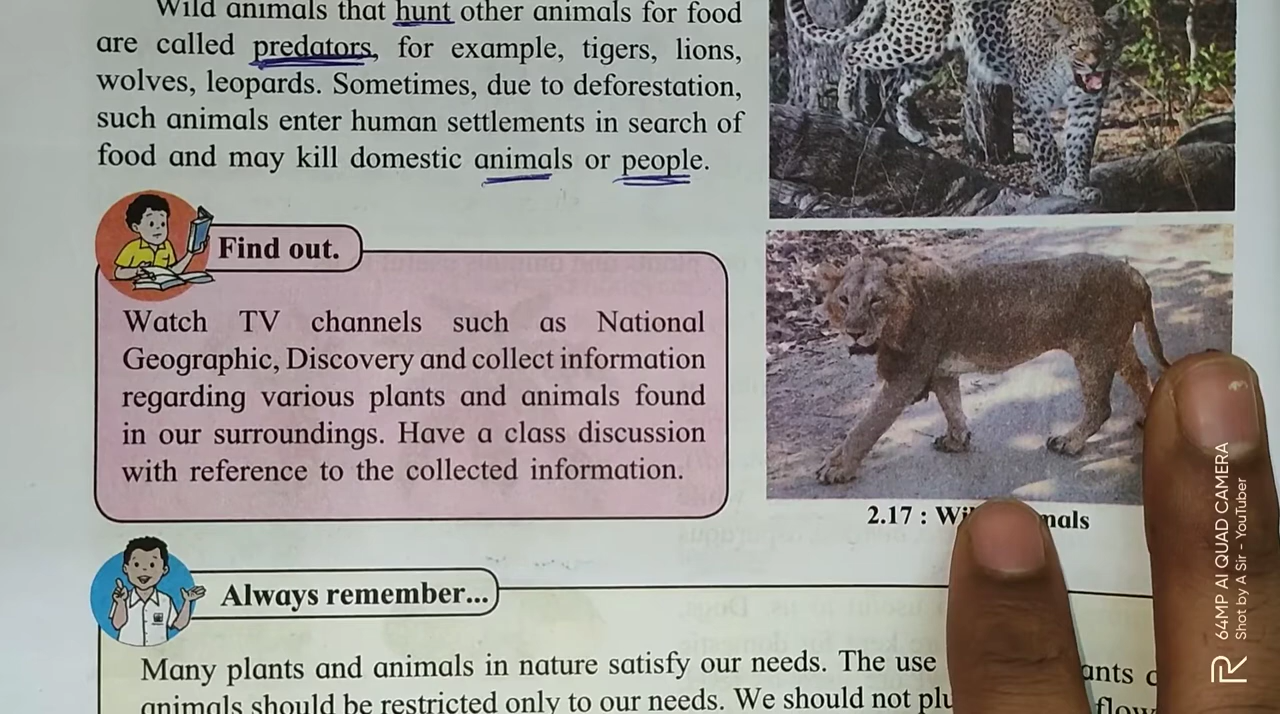 Wild animals that hunt other animals for food
are called predators, for example, tigers, lions,
wolves, leopards. Sometimes, due to deforestation,
such animals enter human settlements in search of
food and may kill domestic animals or people.
Find out.
Watch TV channels such as National
Geographic, Discovery and collect information
regarding various plants and animals found
in our surroundings. Have a class discussion
with reference to the collected information.
2.17 :
Always remember...
Many plants and animals in nature satisfy our needs. The use
animals should be restricted only to our needs. We should not
64MP AI QUAD CAMERA
Shot by A Sir - YouTuber